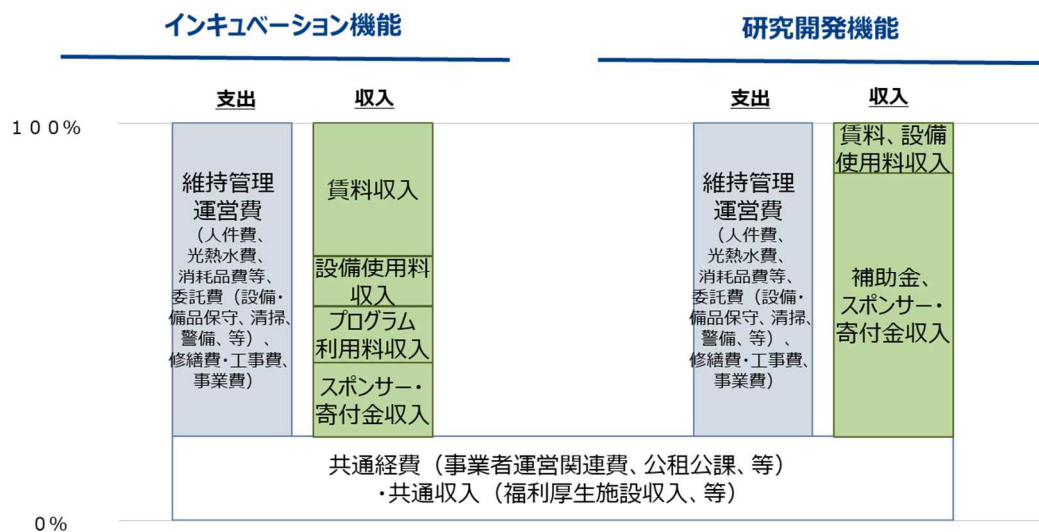 インキュベーション機能
研究開発機能
支出
収入
支出
収入
１００%
維持管理
運営費
（人件費、
光熱水費、
消耗品費等、
委託費（設備・
備品保守、清掃、
警備、等）、
修繕費・工事費、
事業費）
賃料収入
設備使用料
収入
プログラム
利用料収入
スポンサー・
寄付金収入
維持管理
運営費
（人件費、
光熱水費、
消耗品費等、
委託費（設備・
備品保守、清掃、
警備、等）、
修繕費・工事費、
事業費）
賃料、設備
使用料収入
補助金、
スポンサー・
寄付金収入
共通経費（事業者運営関連費、公租公課、等）
・共通収入（福利厚生施設収入、等）
0%